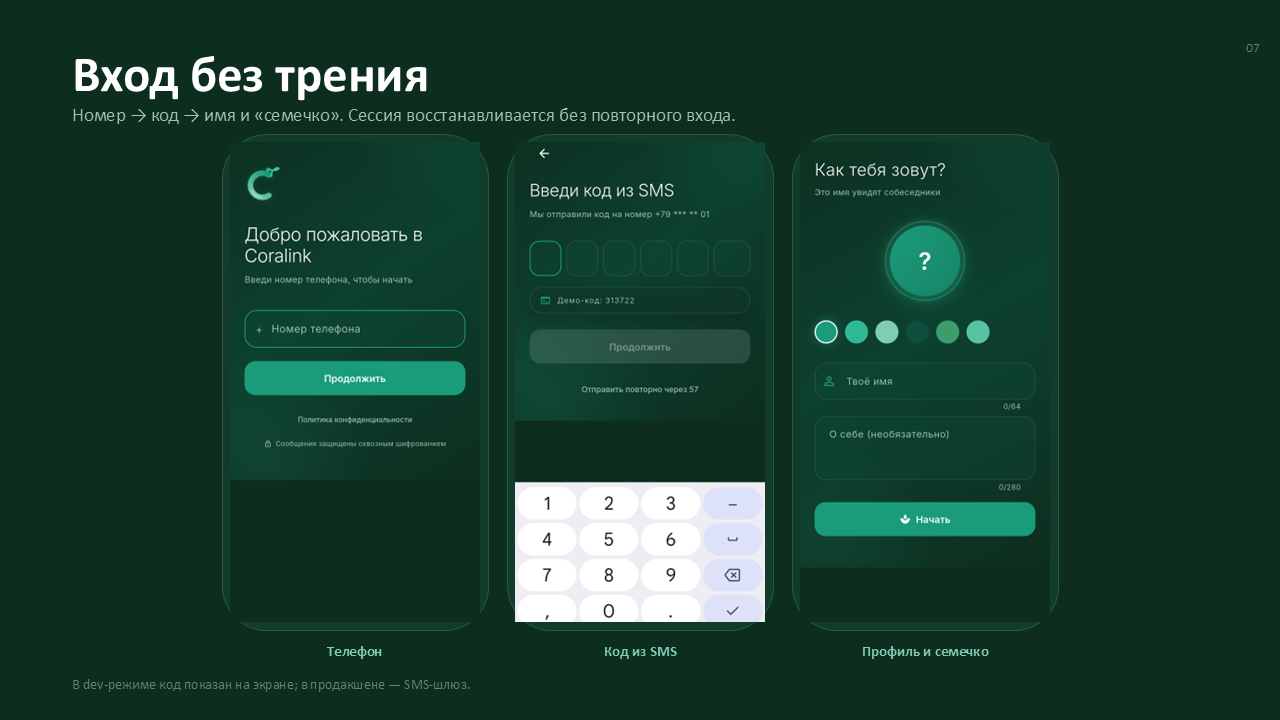 07
Вход без трения
Номер → код → имя и «семечко». Сессия восстанавливается без повторного входа.
Добро пожаловать в
Coralink
Введи номер телефона, чтобы начать
+ Номер телефона
Продолжить
Политика конфиденциальности
Сообщения защищены сквозным шифрованием
Телефон
Введи код из SMS
Мы отправили код на номер +79 *** ** 01
Демо-код: 313722
Продолжить
Отправить повторно через 57
1 2 3 –
4 5 6
7 8 9
, 0 .
Код из SMS
Как тебя зовут?
Это имя увидят собеседники
?
Твоё имя
0/64
О себе (необязательно)
0/280
Начать
Профиль и семечко
В dev-режиме код показан на экране; в продакшене — SMS-шлюз.